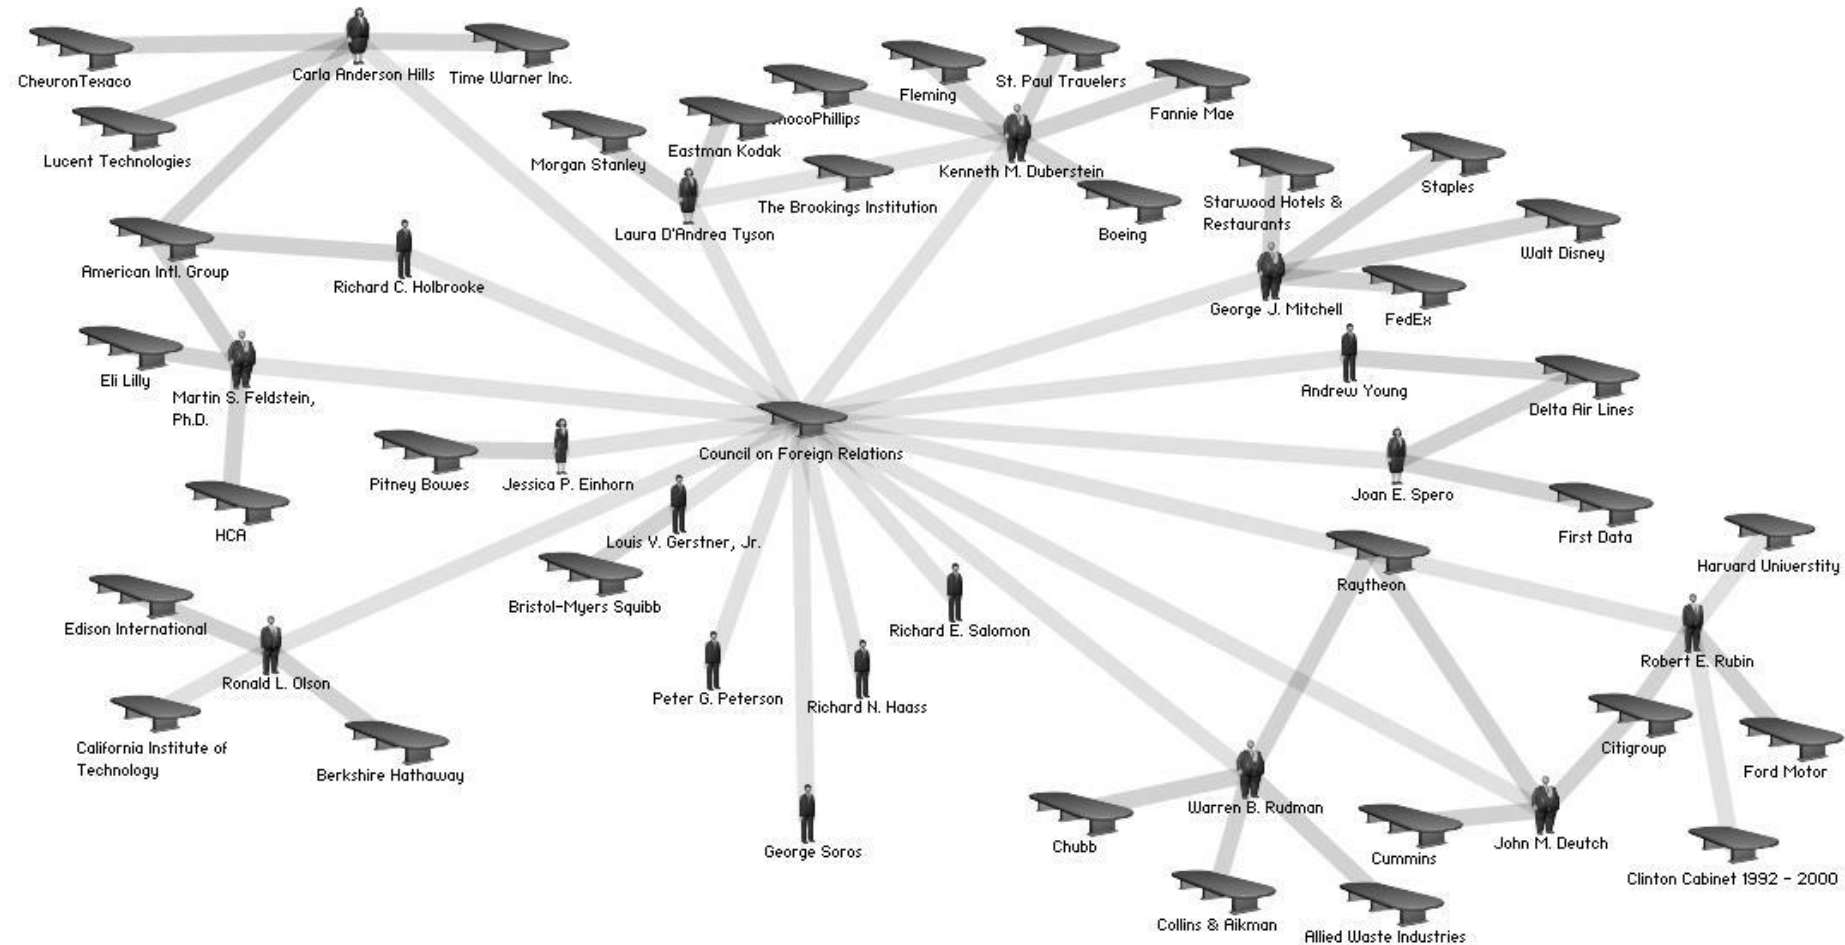 ChevronTexaco
Carla Anderson Hills
Time Warner Inc.
Lucent Technologies
Fleming
St. Paul Travelers
Fannie Mae
nocoPhillips
Morgan Stanley
Eastman Kodak
Kenneth M. Duberstein
The Brookings Institution
Laura D'Andrea Tyson
Boeing
Starwood Hotels &
Restaurants
Staples
Walt Disney
American Intl. Group
Richard C. Holbrooke
George J. Mitchell
FedEx
Eli Lilly
Martin S. Feldstein,
Ph.D.
Andrew Young
Delta Air Lines
Council on Foreign Relations
Pitney Bowes
Jessica P. Einhorn
Joan E. Spero
HCA
Louis V. Gerstner, Jr.
First Data
Harvard Universtity
Raytheon
Bristol-Myers Squibb
Edison International
Richard E. Salomon
Ronald L. Olson
Peter G. Peterson
Richard N. Haass
Robert E. Rubin
California Institute of
Technology
Berkshire Hathaway
Citigroup
Ford Motor
Warren B. Rudman
George Soros
Chubb
Cummins
John M. Deutch
Clinton Cabinet 1992 - 2000
Collins & Aikman
Allied Waste Industries